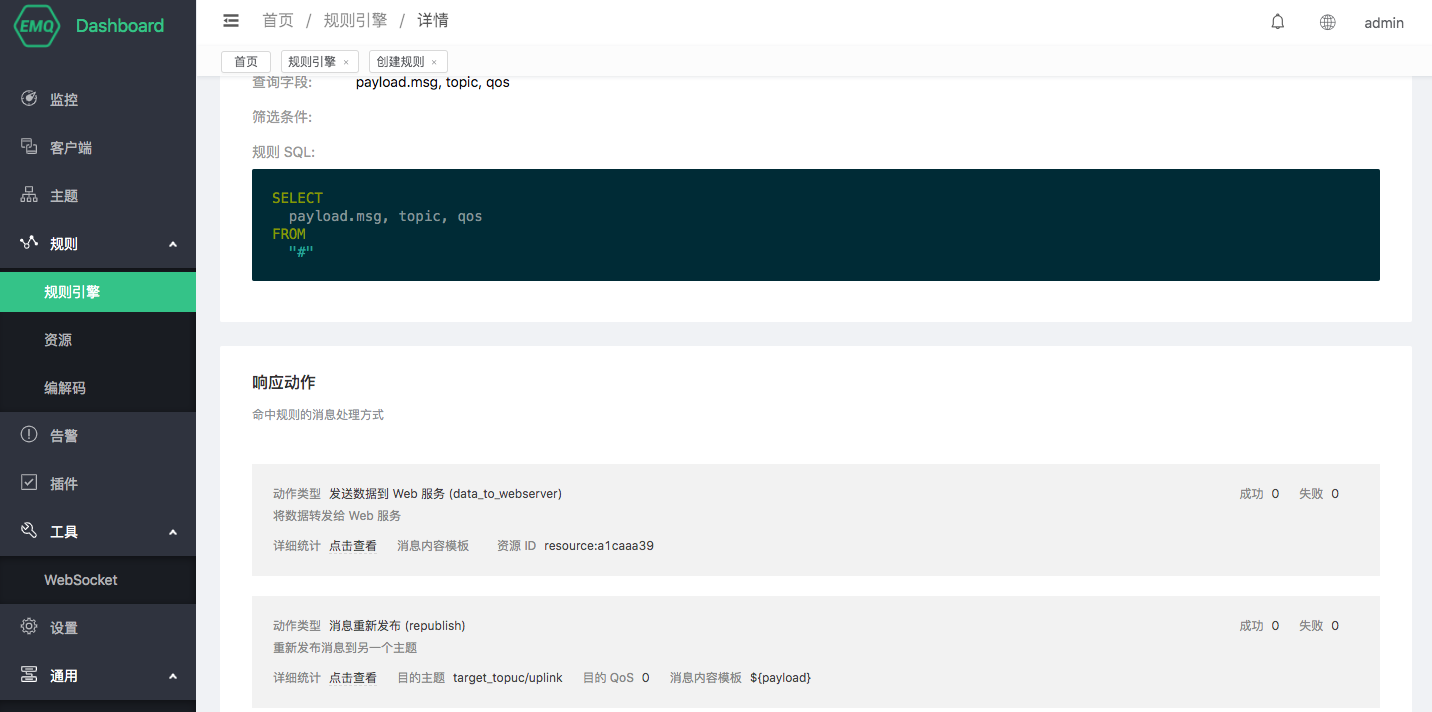 EMQ Dashboard
首页 / 规则引擎 / 详情
admin
首页 规则引擎 × 创建规则 ×
监控
客户端
主题
规则
规则引擎
资源
编解码
告警
插件
工具
WebSocket
设置
通用
查询字段: payload.msg, topic, qos
筛选条件:
规则 SQL:
SELECT
payload.msg, topic, qos
FROM
"#"
响应动作
命中规则的消息处理方式
动作类型 发送数据到 Web 服务 (data_to_webserver) 成功 0 失败 0
将数据转发给 Web 服务
详细统计 点击查看 消息内容模板 资源 ID resource:a1caaa39
动作类型 消息重新发布 (republish) 成功 0 失败 0
重新发布消息到另一个主题
详细统计 点击查看 目的主题 target_topuc/uplink 目的 QoS 0 消息内容模板 ${payload}